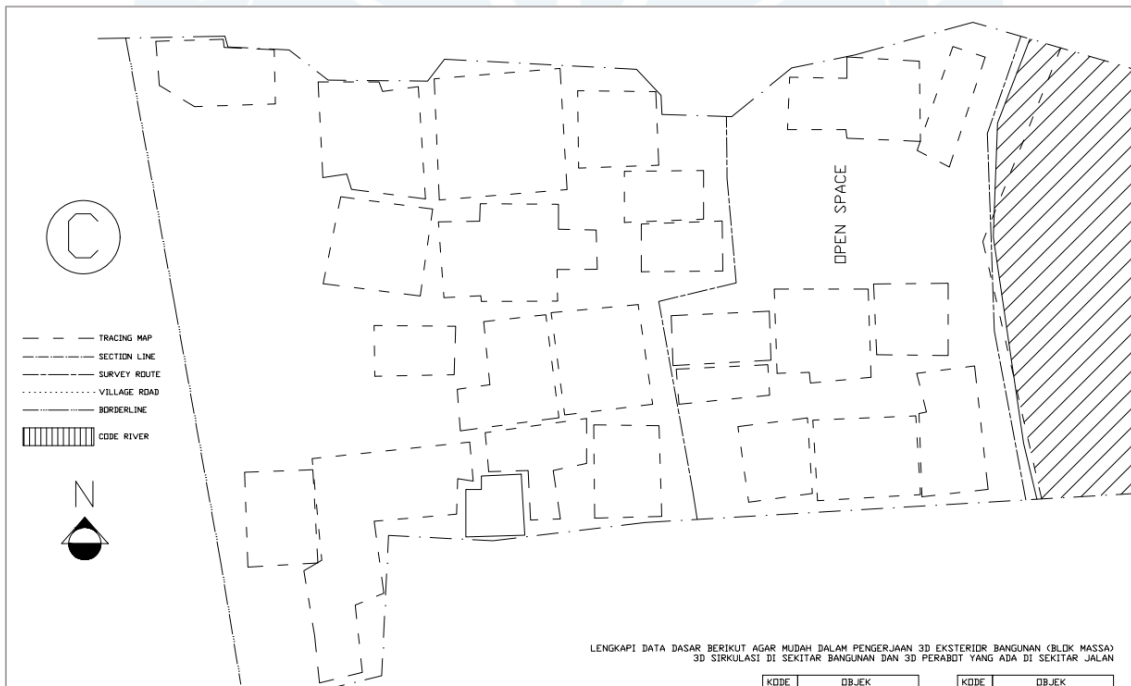 OPEN SPACE
C
TRACING MAP
SECTION LINE
SURVEY ROUTE
VILLAGE ROAD
BORDERLINE
CODE RIVER
N
LENGKAPI DATA DASAR BERIKUT AGAR MUDAH DALAM PENGERJAAN 3D EKSTERIOR BANGUNAN (BLOK MASSA)
3D SIRKULASI DI SEKITAR BANGUNAN DAN 3D PERABOT YANG ADA DI SEKITAR JALAN
KODE OBJEK KODE OBJEK